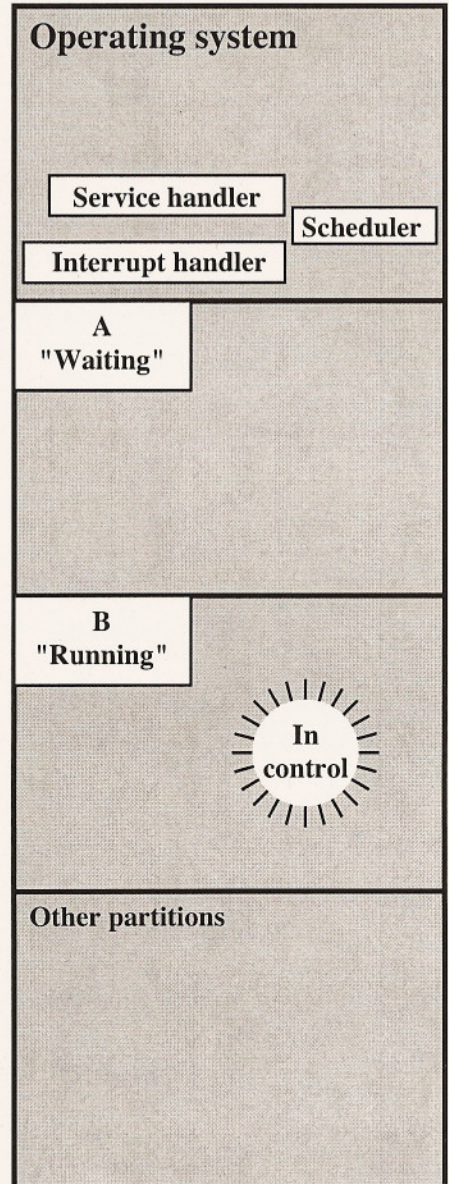 Operating system
Service handler
Scheduler
Interrupt handler
A
"Waiting"
B
"Running"
In
control
Other partitions